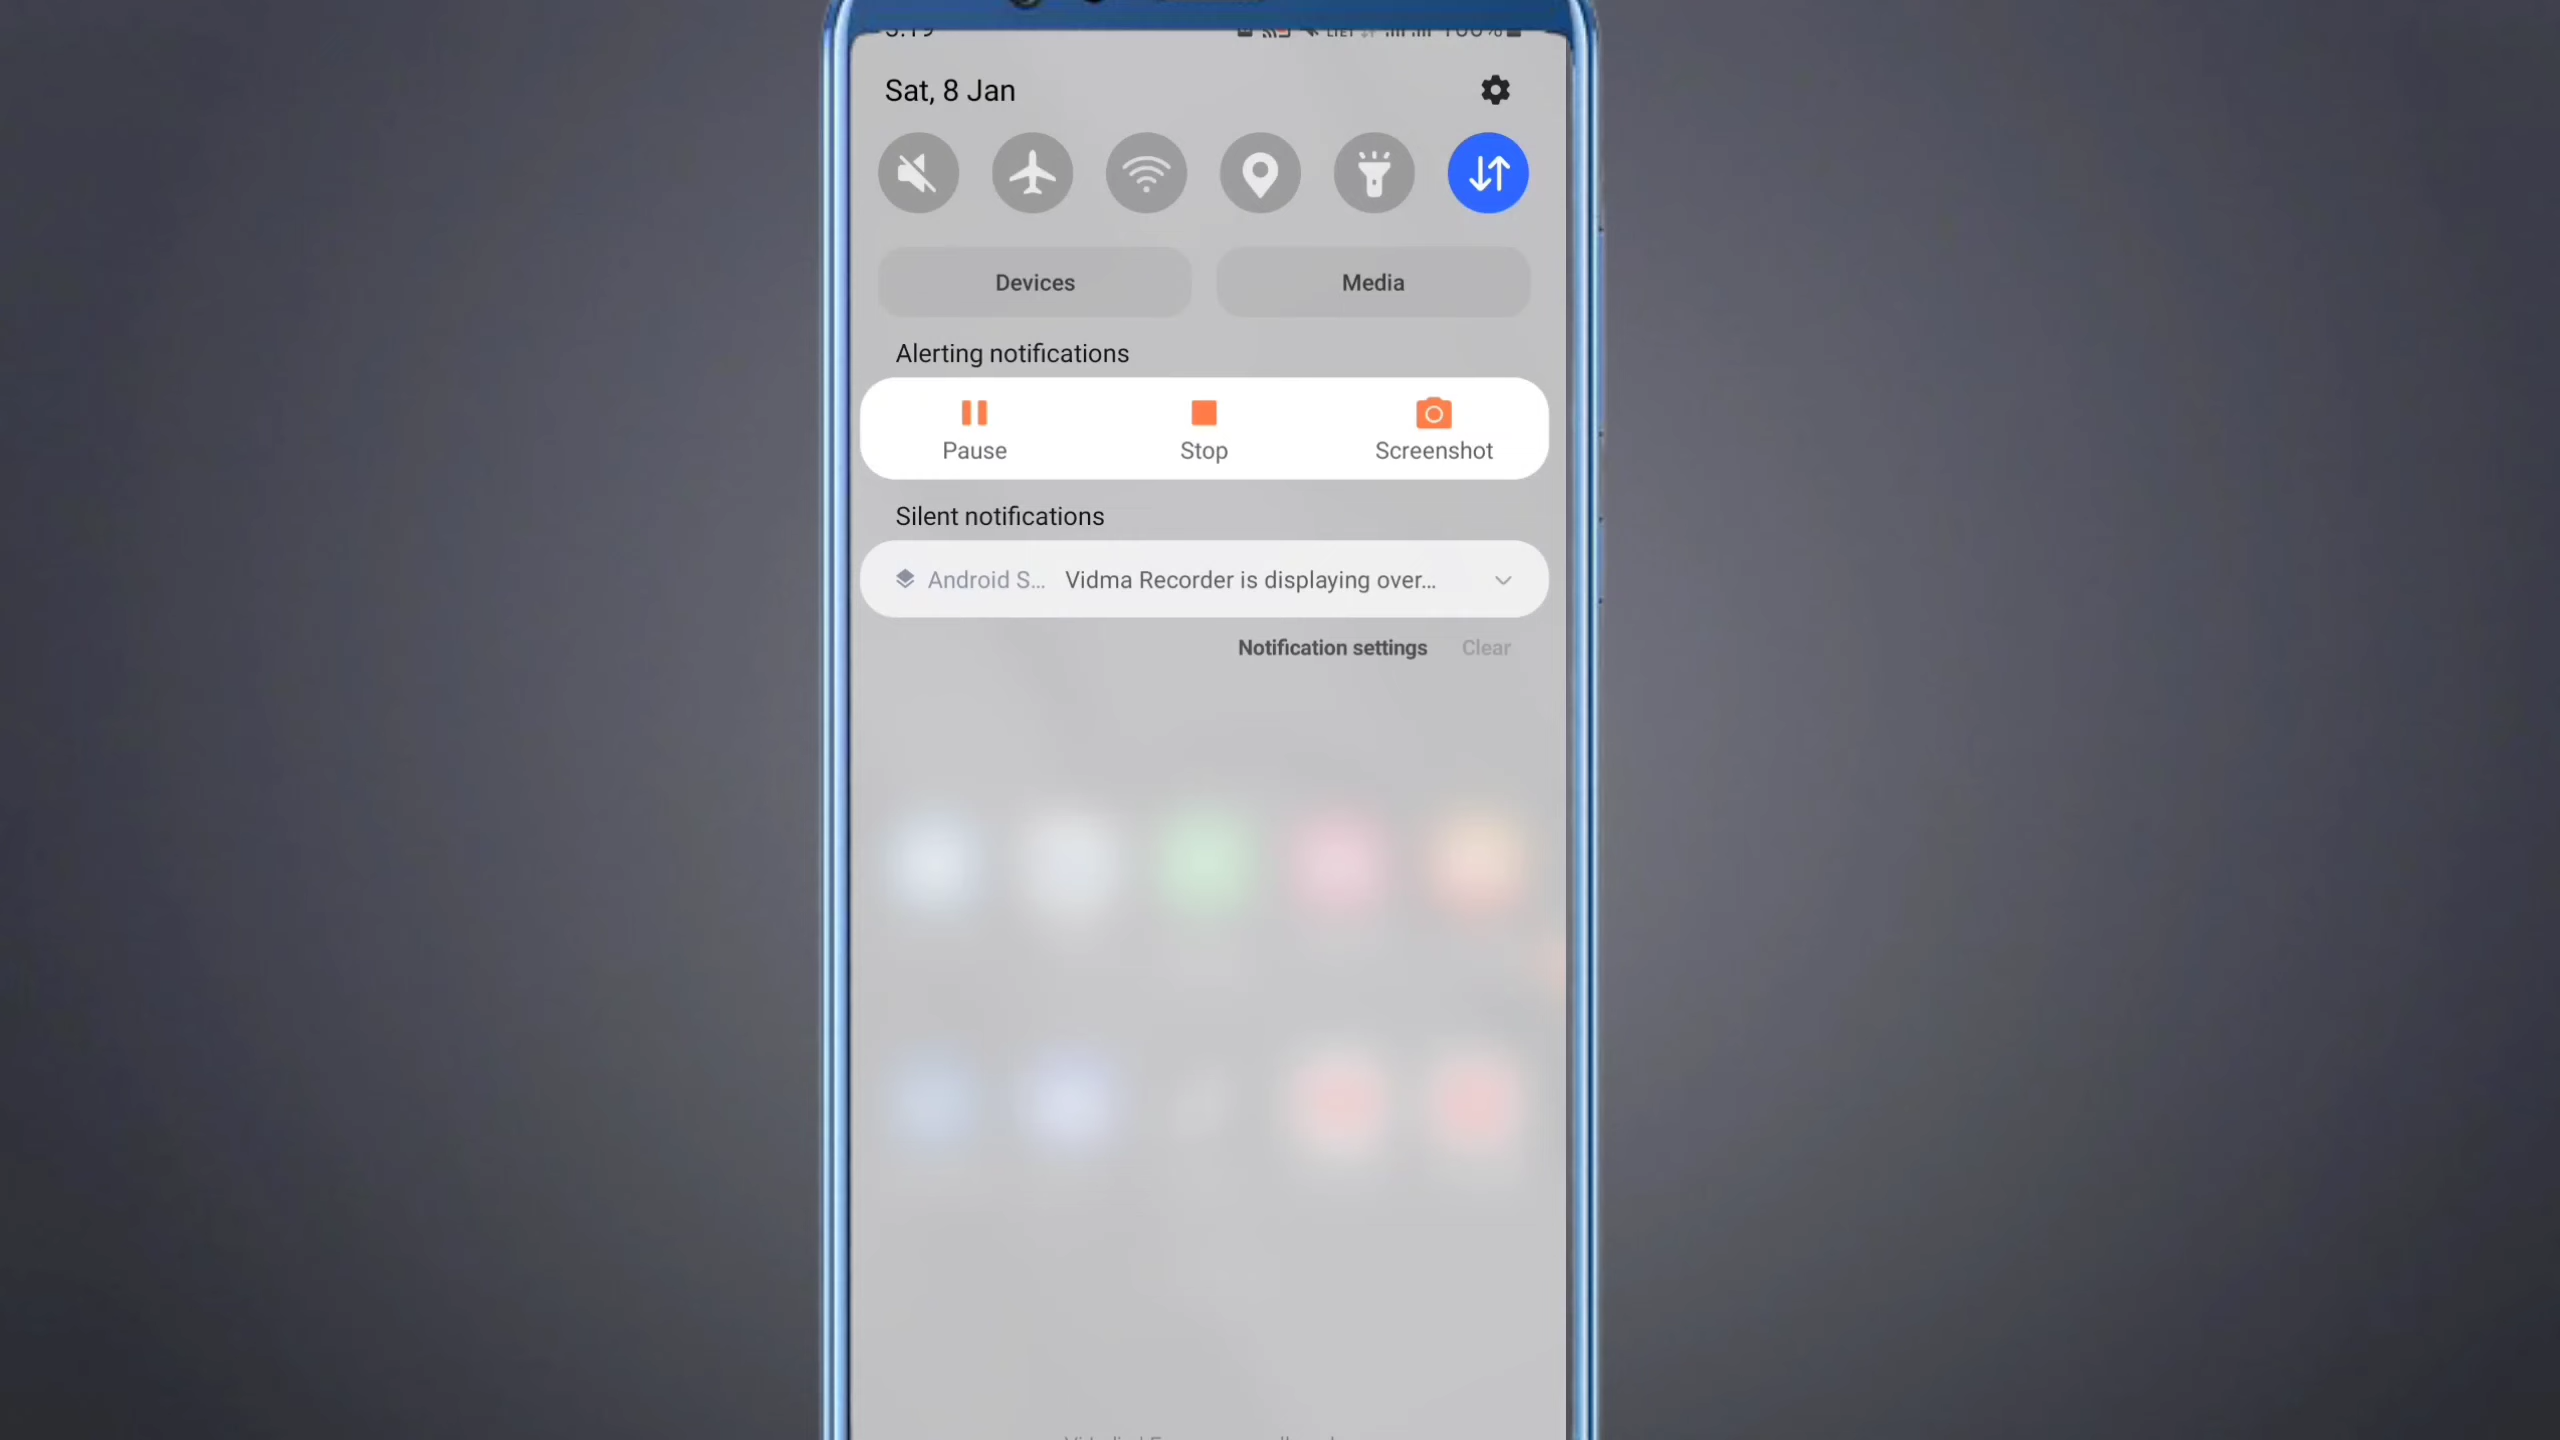 Sat, 8 Jan
Devices
Media
Alerting notifications
Pause
Stop
Screenshot
Silent notifications
Android S... Vidma Recorder is displaying over...
Notification settings
Clear